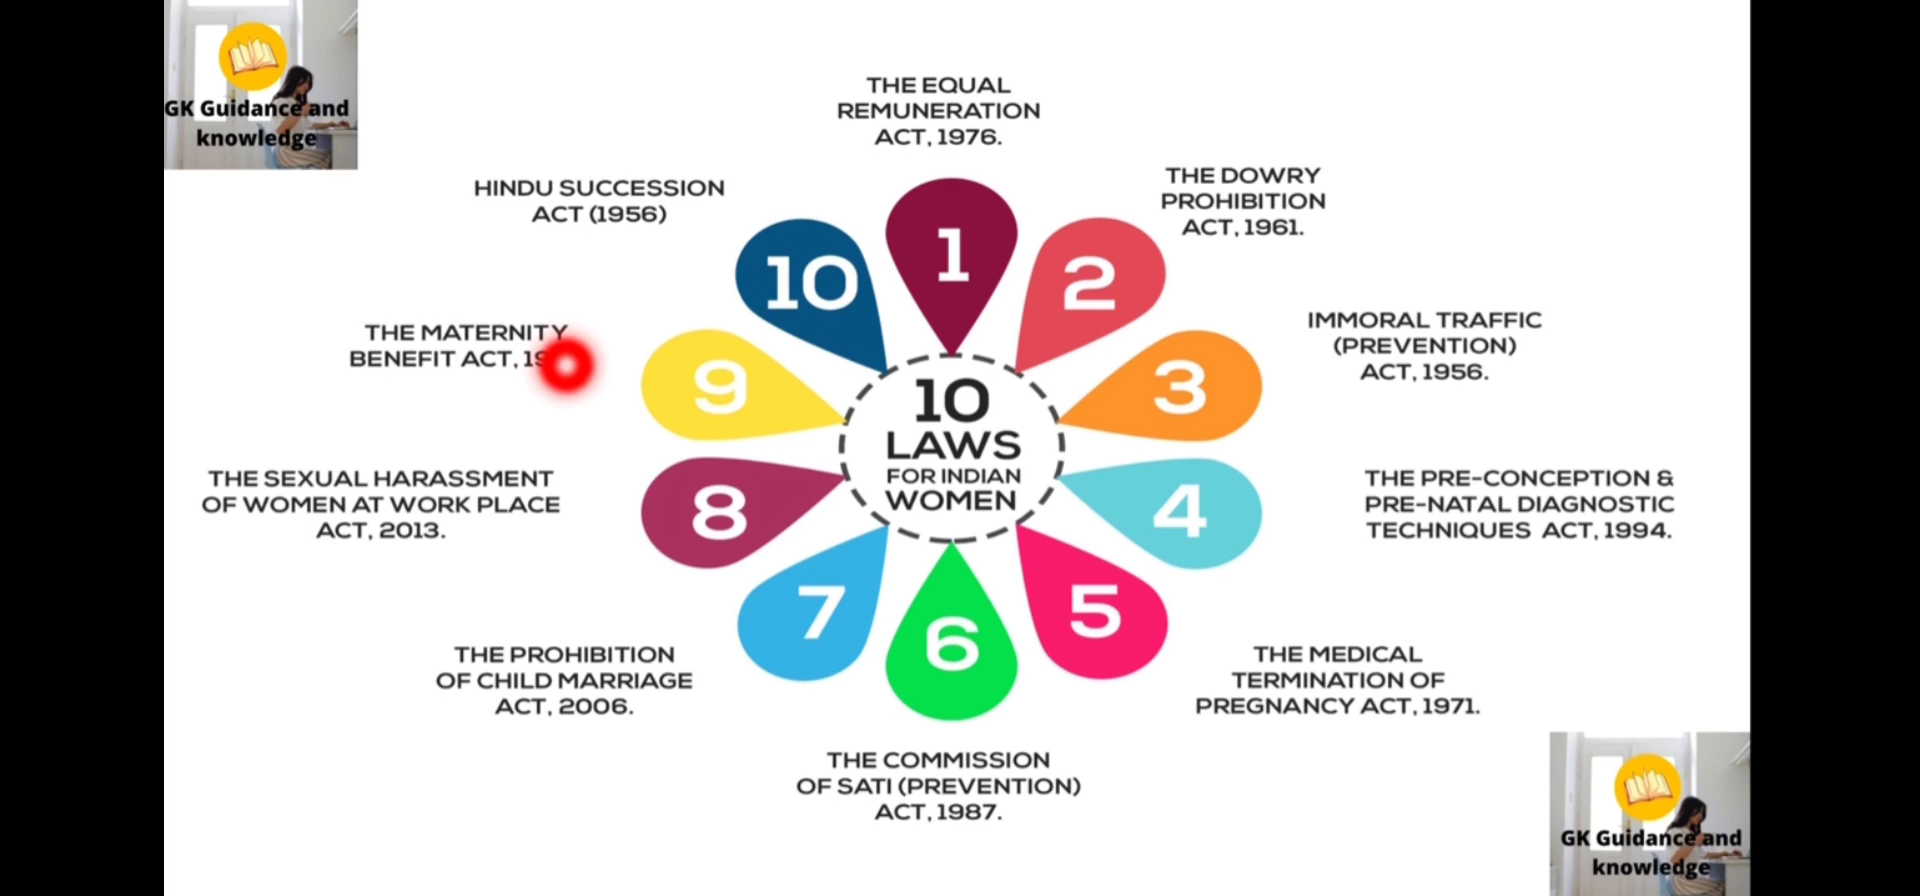 GK Guidance and
knowledge
THE EQUAL
REMUNERATION
ACT, 1976.
THE DOWRY
PROHIBITION
ACT, 1961.
IMMORAL TRAFFIC
(PREVENTION)
ACT, 1956.
THE PRE-CONCEPTION &
PRE-NATAL DIAGNOSTIC
TECHNIQUES ACT, 1994.
THE MEDICAL
TERMINATION OF
PREGNANCY ACT, 1971.
THE COMMISSION
OF SATI (PREVENTION)
ACT, 1987.
THE PROHIBITION
OF CHILD MARRIAGE
ACT, 2006.
THE SEXUAL HARASSMENT
OF WOMEN AT WORK PLACE
ACT, 2013.
THE MATERNITY
BENEFIT ACT,
HINDU SUCCESSION
ACT (1956)
1
2
3
4
5
6
7
8
9
10
10
LAWS
FOR INDIAN
WOMEN
GK Guidance and
knowledge